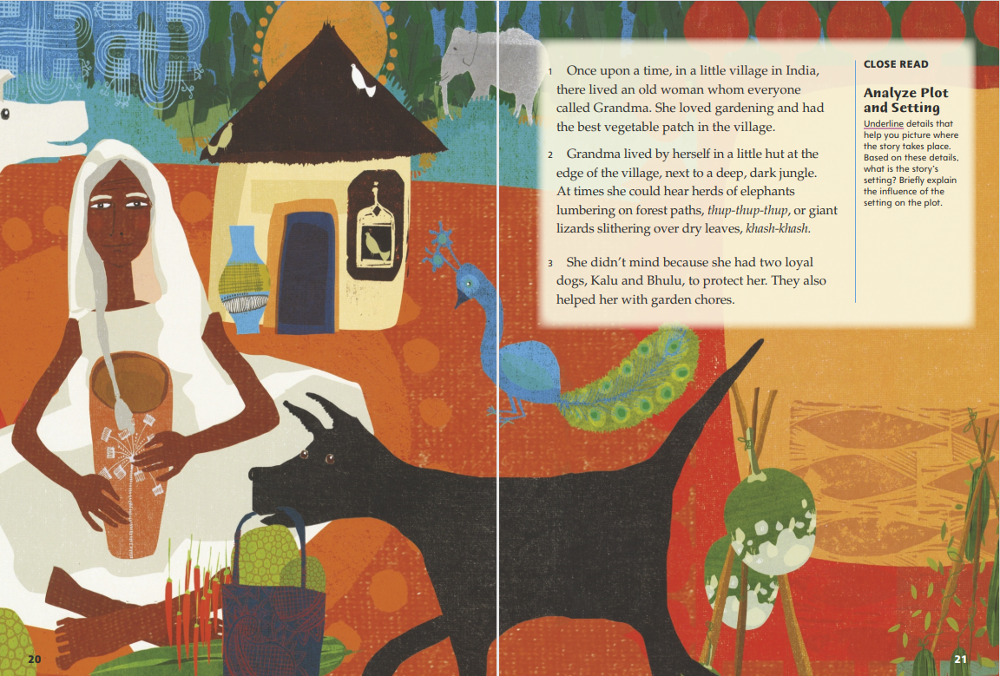 1 Once upon a time, in a little village in India,
there lived an old woman whom everyone
called Grandma. She loved gardening and had
the best vegetable patch in the village.
2 Grandma lived by herself in a little hut at the
edge of the village, next to a deep, dark jungle.
At times she could hear herds of elephants
lumbering on forest paths, thup-thup-thup, or giant
lizards slithering over dry leaves, khash-khash.
3 She didn’t mind because she had two loyal
dogs, Kalu and Bhulu, to protect her. They also
helped her with garden chores.
CLOSE READ
Analyze Plot
and Setting
Underline details that
help you picture where
the story takes place.
Based on these details,
what is the story’s
setting? Briefly explain
the influence of the
setting on the plot.
20
21